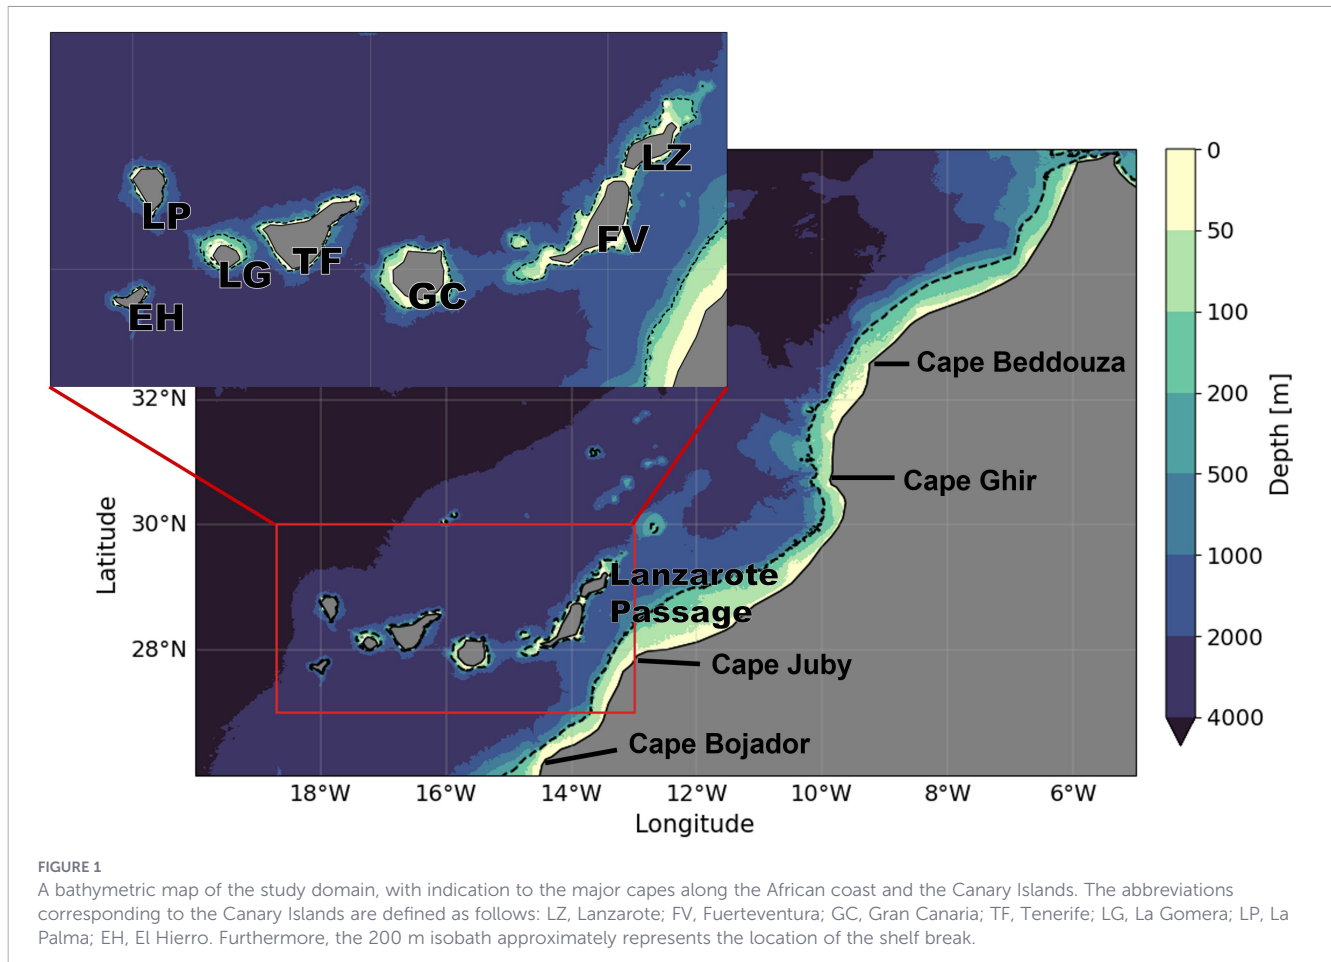 LZ
LP
FV
TF
LG
GC
EH
0
50
100
200
500
1000
2000
4000
Depth [m]
Cape Beddouza
Cape Ghir
Lanzarote
Passage
Cape Juby
Cape Bojador
32°N
30°N
28°N
Latitude
18°W
16°W
14°W
12°W
10°W
8°W
6°W
Longitude
FIGURE 1
A bathymetric map of the study domain, with indication to the major capes along the African coast and the Canary Islands. The abbreviations
corresponding to the Canary Islands are defined as follows: LZ, Lanzarote; FV, Fuerteventura; GC, Gran Canaria; TF, Tenerife; LG, La Gomera; LP, La
Palma; EH, El Hierro. Furthermore, the 200 m isobath approximately represents the location of the shelf break.